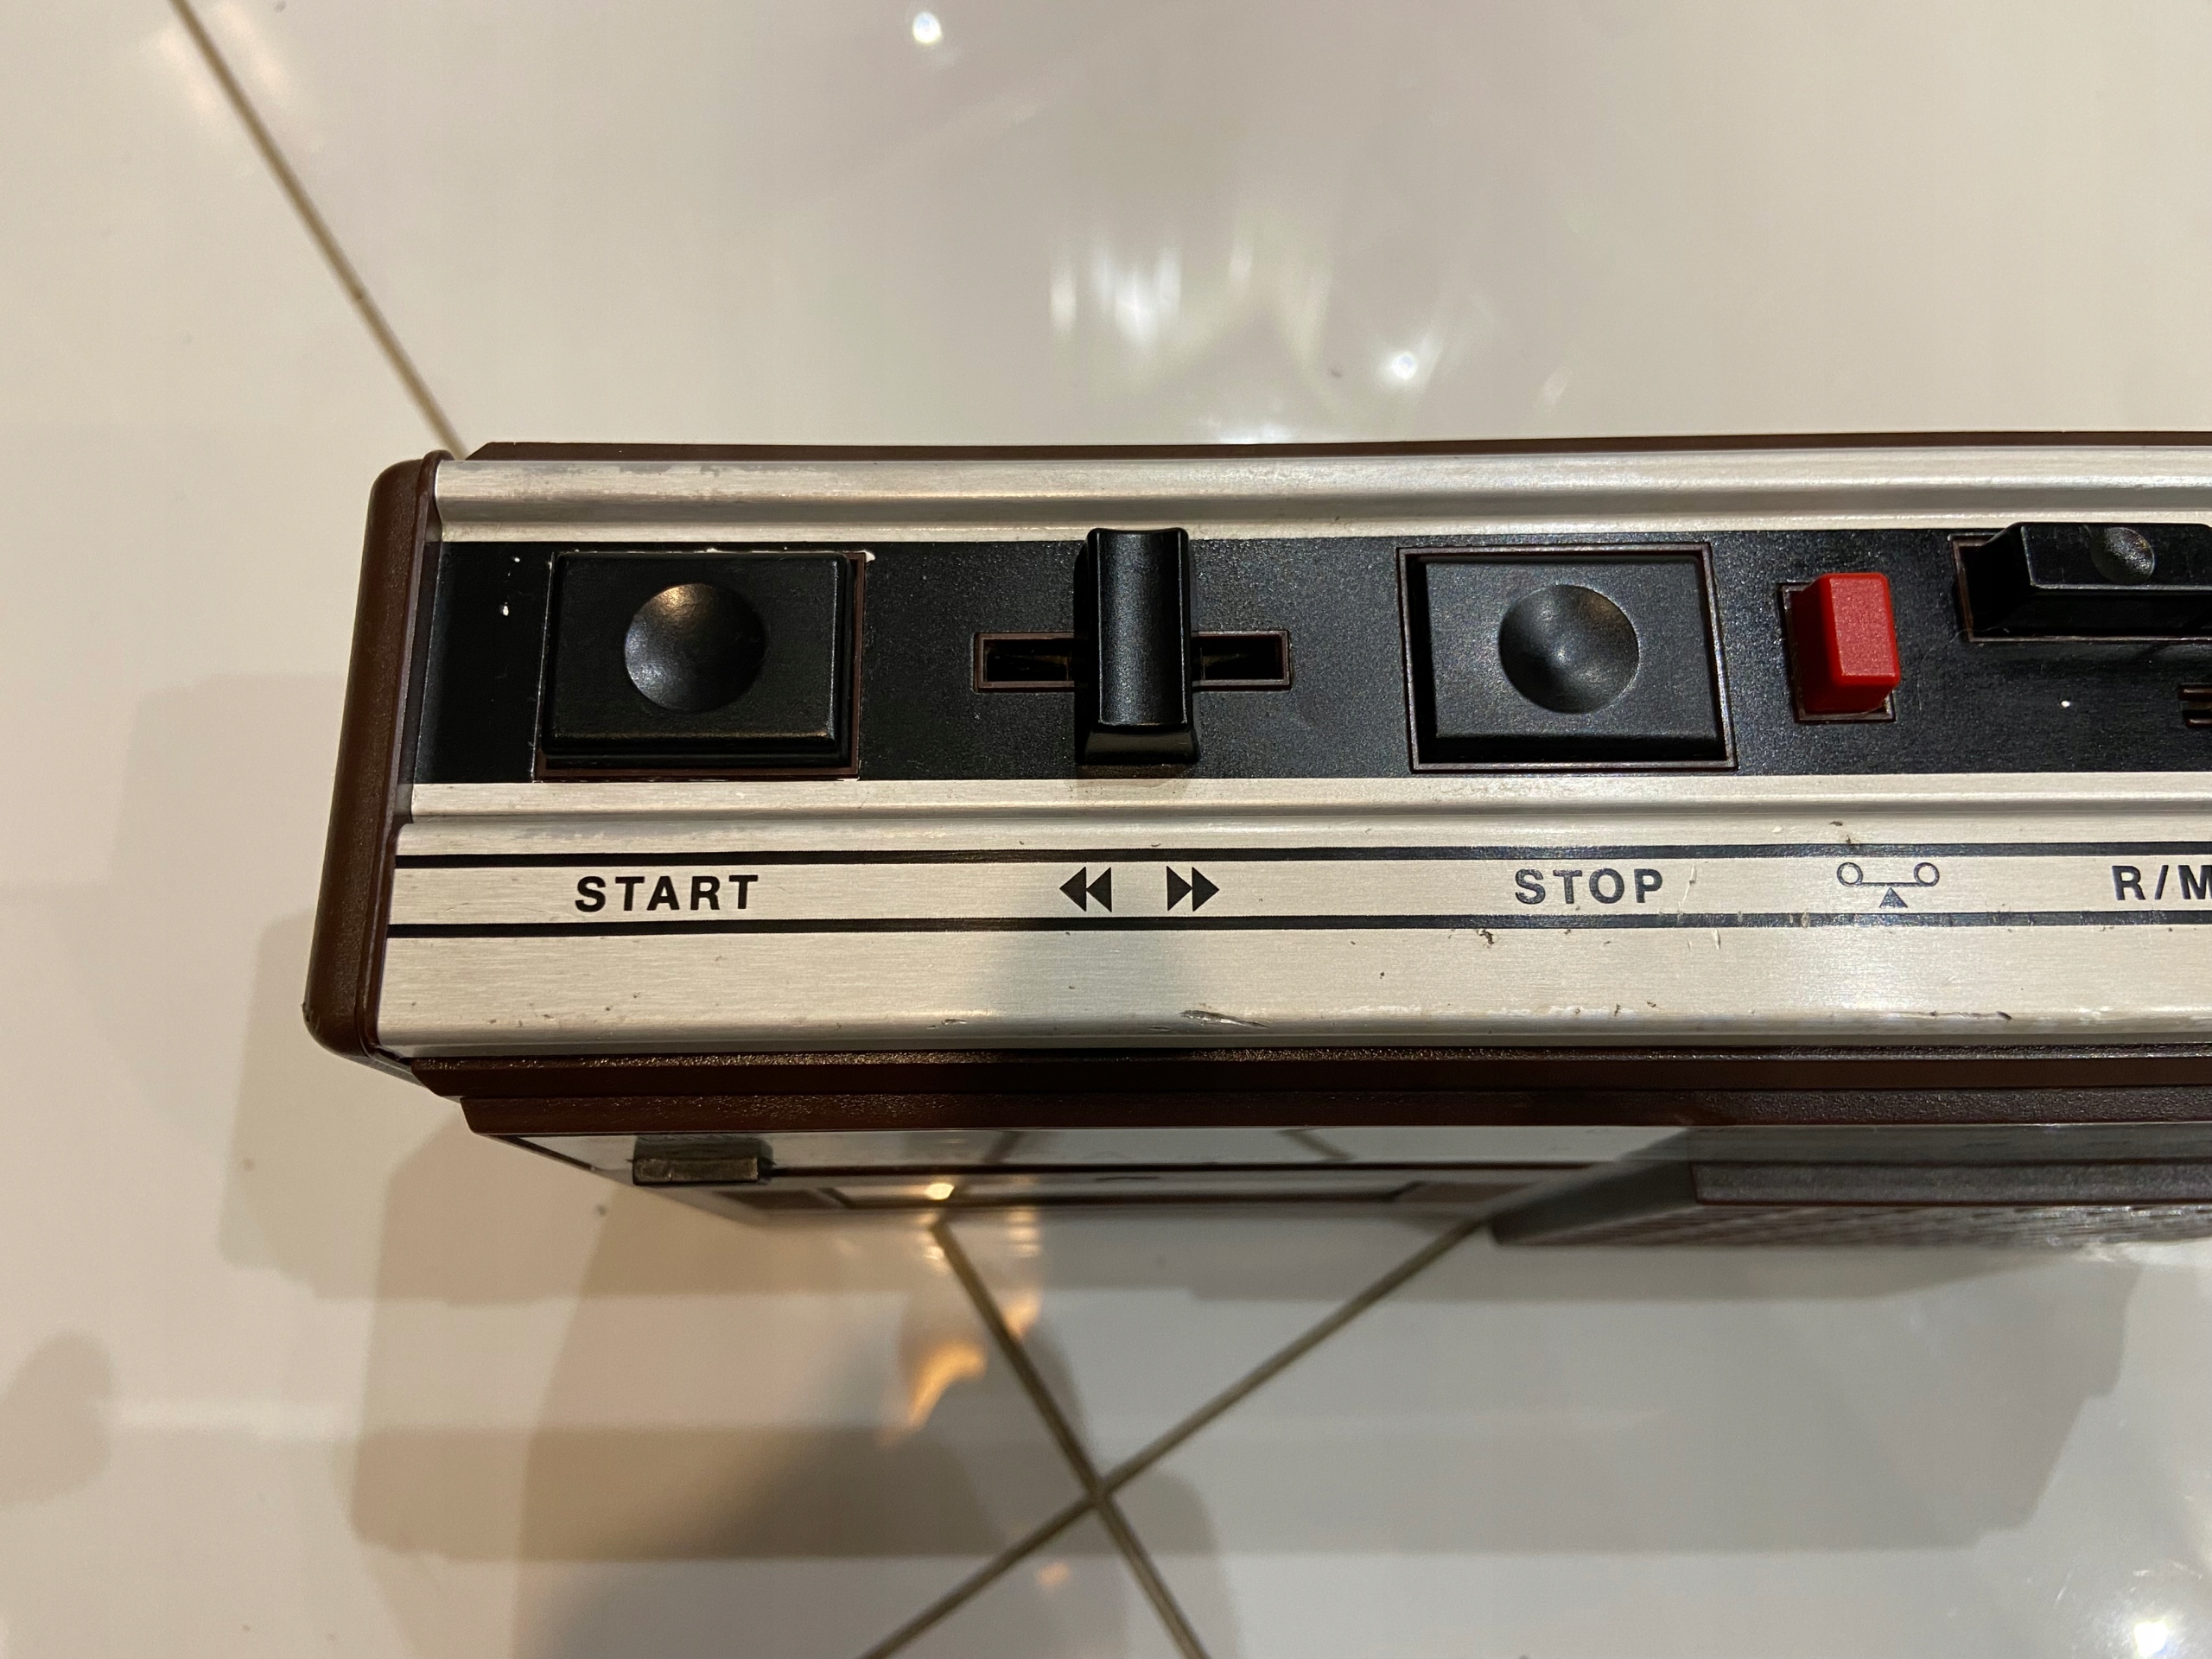 START ⏪ ⏩ STOP R/M